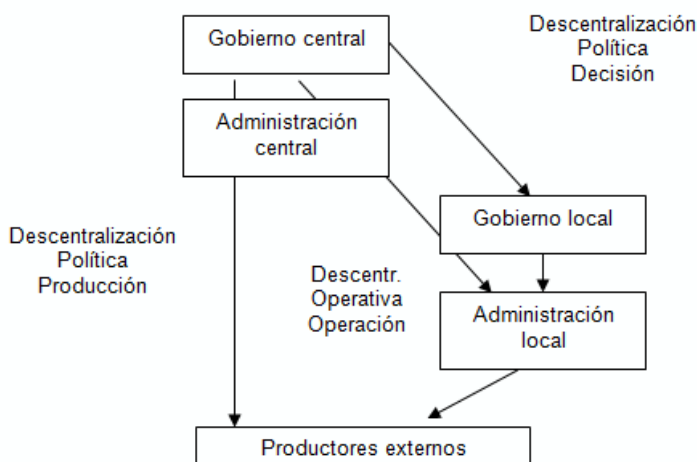 Gobierno central
Descentralización
Política
Decisión
Administración
central
Gobierno local
Descentralización
Política
Producción
Descentr.
Operativa
Operación
Administración
local
Productores externos